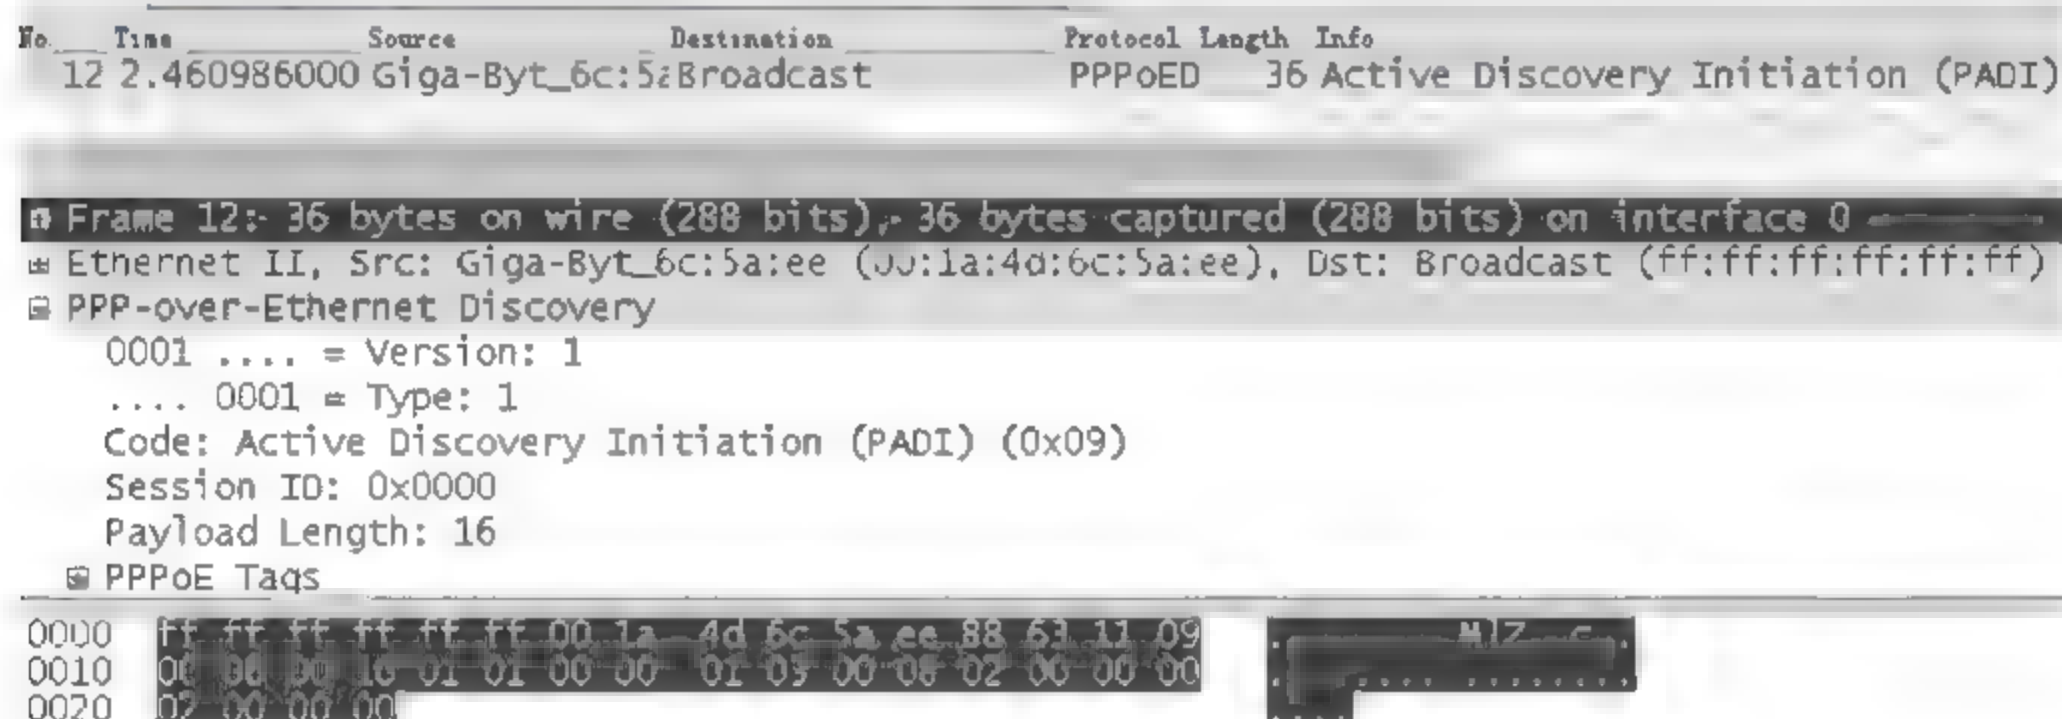 No. Time Source Destination Protocol Length Info
12 2.460986000 Giga-Byt_6c:5a Broadcast PPPoED 36 Active Discovery Initiation (PADI)
Frame 12: 36 bytes on wire (288 bits), 36 bytes captured (288 bits) on interface 0
Ethernet II, Src: Giga-Byt_6c:5a:ee (00:1a:4d:6c:5a:ee), Dst: Broadcast (ff:ff:ff:ff:ff:ff)
PPP-over-Ethernet Discovery
0001 .... = Version: 1
.... 0001 = Type: 1
Code: Active Discovery Initiation (PADI) (0x09)
Session ID: 0x0000
Payload Length: 16
PPPoE Tags
0000 ff ff ff ff ff ff 00 1a 4d 6c 5a ee 88 63 11 09
0010 01 01 00 00 01 03 00 08 02 00 00 00
0020 02 00 00 00